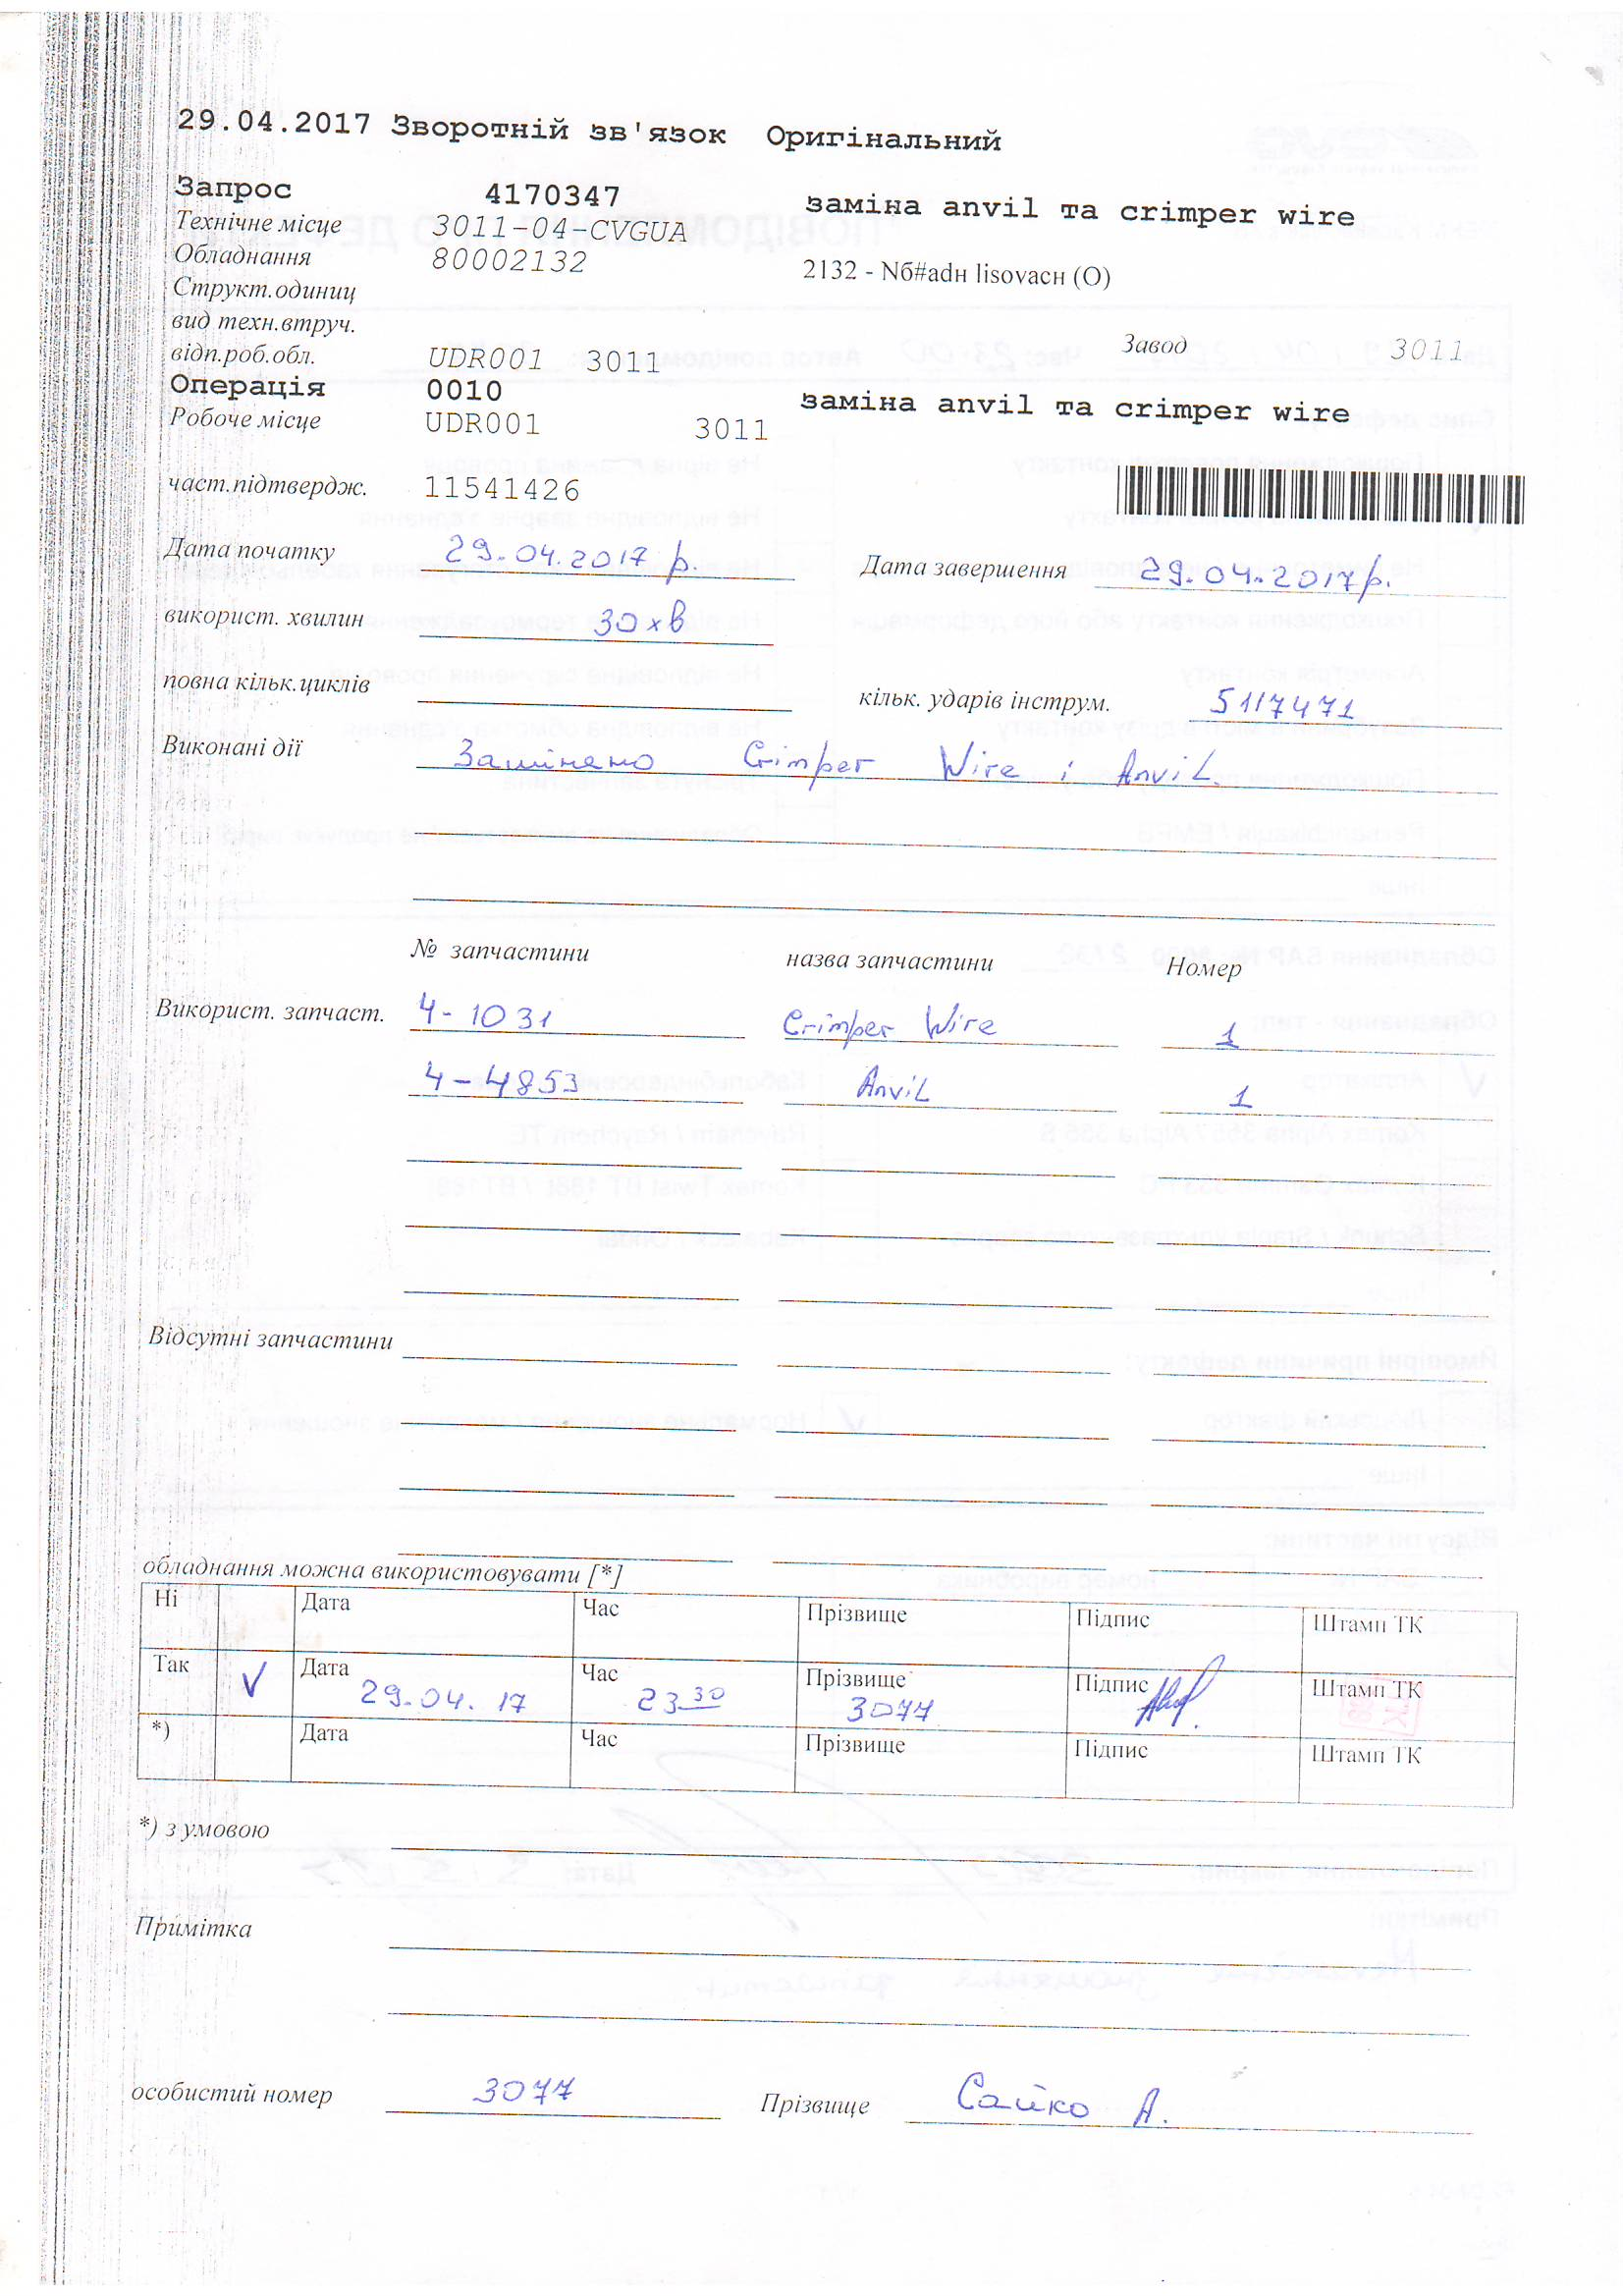 29.04.2017 Зворотній зв'язок Оригінальний
Запрос 4170347 заміна anvil та crimper wire
Технічне місце 3011-04-CVGUA
Обладнання 80002132 2132 - Nб#adн lisovacн (O)
Структ.одиниц
вид техн.втруч.
відп.роб.обл. UDR001 3011 Завод 3011
Операція 0010 заміна anvil та crimper wire
Робоче місце UDR001 3011
част.підтвердж. 11541426
Дата початку 29.04.2017 р. Дата завершення 29.04.2017р.
використ. хвилин 30 хв
повна кільк.циклів кільк. ударів інструм. 5117471
Виконані дії Замінено Crimper Wire і Anvil
№ запчастини назва запчастини Номер
Використ. запчаст. 4-1031 Crimper Wire 1
4-4853 Anvil 1
Відсутні запчастини
обладнання можна використовувати [*]
Ні Дата Час Прізвище Підпис Штамп ТК
Так V Дата 29.04.17 Час 23 30 Прізвище 3077 Підпис Штамп ТК
*) Дата Час Прізвище Підпис Штамп ТК
*) з умовою
Примітка
особистий номер 3077 Прізвище Сайко А.